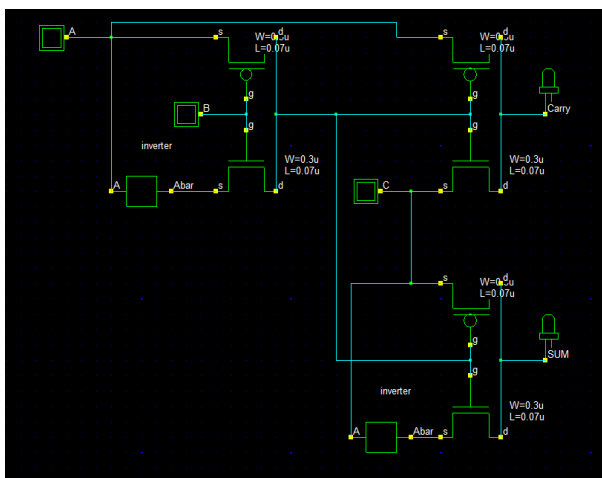 A
s
W=0.3u
d
L=0.07u
g
B
g
inverter
W=0.3u
L=0.07u
A
Abar
s
d
s
W=0.3u
d
L=0.07u
g
Carry
g
W=0.3u
L=0.07u
C
s
d
s
W=0.3u
d
L=0.07u
g
SUM
g
inverter
W=0.3u
L=0.07u
A
Abar
s
d